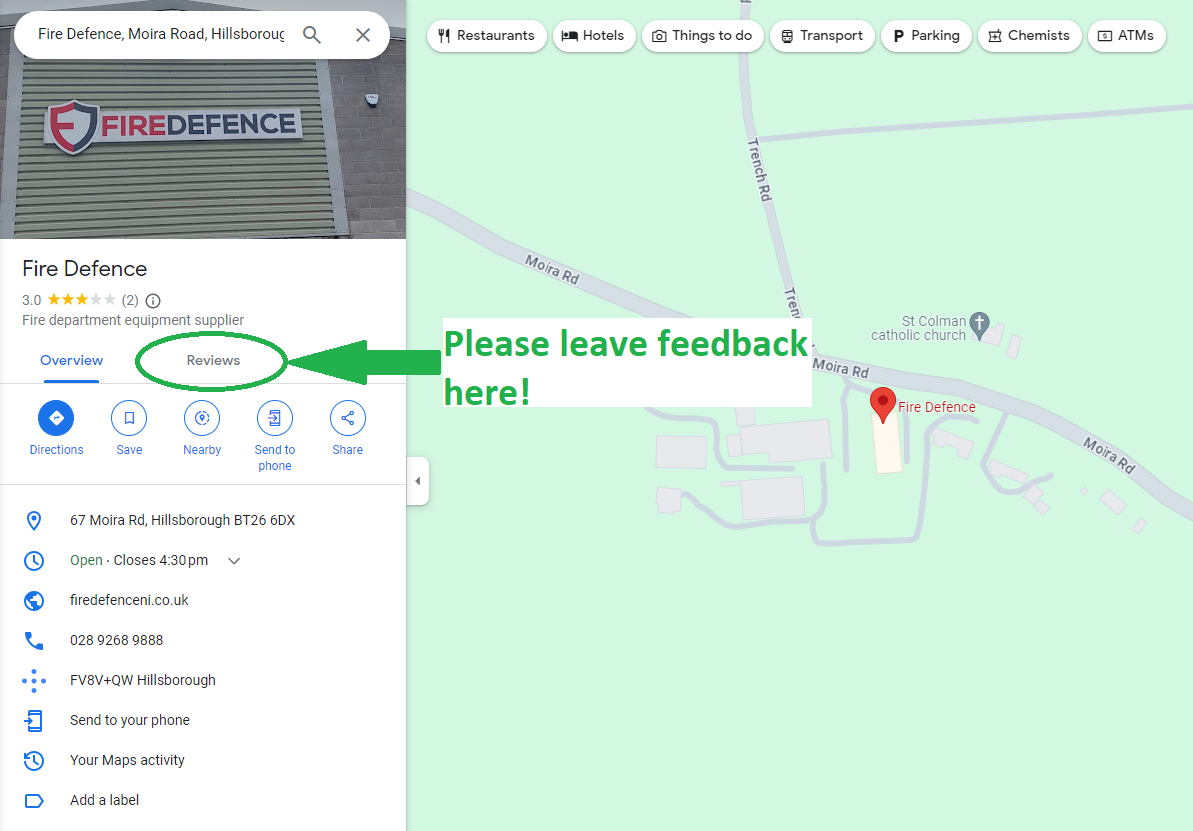 Fire Defence, Moira Road, Hillsboroug
FIREDEFENCE
Fire Defence
3.0 (2)
Fire department equipment supplier
Overview
Reviews
Directions
Save
Nearby
Send to
phone
Share
67 Moira Rd, Hillsborough BT26 6DX
Open · Closes 4:30 pm
firedefenceni.co.uk
028 9268 9888
FV8V+QW Hillsborough
Send to your phone
Your Maps activity
Add a label
Restaurants
Hotels
Things to do
Transport
Parking
Chemists
ATMs
Trench Rd
Moira Rd
St Colman
catholic church
Please leave feedback
here!
Moira Rd
Fire Defence
Moira Rd